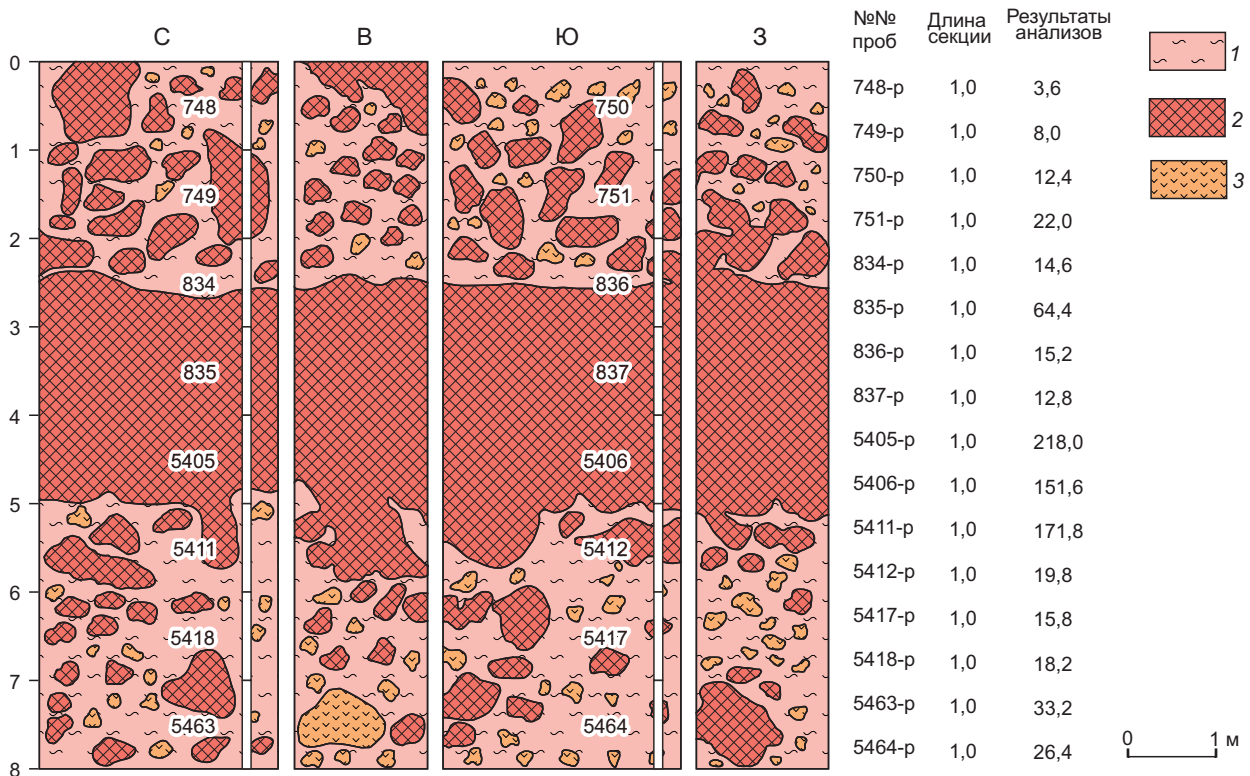 С В Ю З
0
1
2
3
4
5
6
7
8
748
749
834
835
5405
5411
5418
5463
750
751
836
837
5406
5412
5417
5464
№№ проб Длина секции Результаты анализов
748-р 1,0 3,6
749-р 1,0 8,0
750-р 1,0 12,4
751-р 1,0 22,0
834-р 1,0 14,6
835-р 1,0 64,4
836-р 1,0 15,2
837-р 1,0 12,8
5405-р 1,0 218,0
5406-р 1,0 151,6
5411-р 1,0 171,8
5412-р 1,0 19,8
5417-р 1,0 15,8
5418-р 1,0 18,2
5463-р 1,0 33,2
5464-р 1,0 26,4
1
2
3
0 1 м